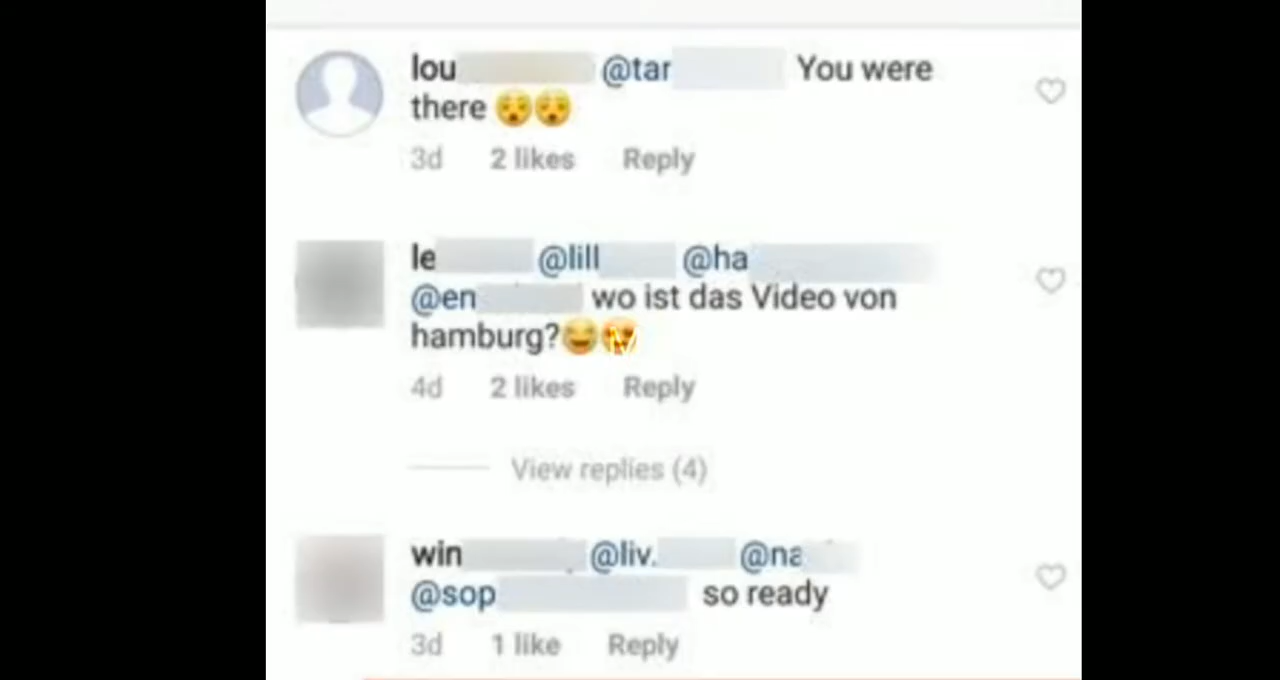 lou @tar You were
there 😵😵
3d 2 likes Reply
le @lill @ha
@en wo ist das Video von
hamburg?😂😍
4d 2 likes Reply
View replies (4)
win @liv. @na
@sop so ready
3d 1 like Reply